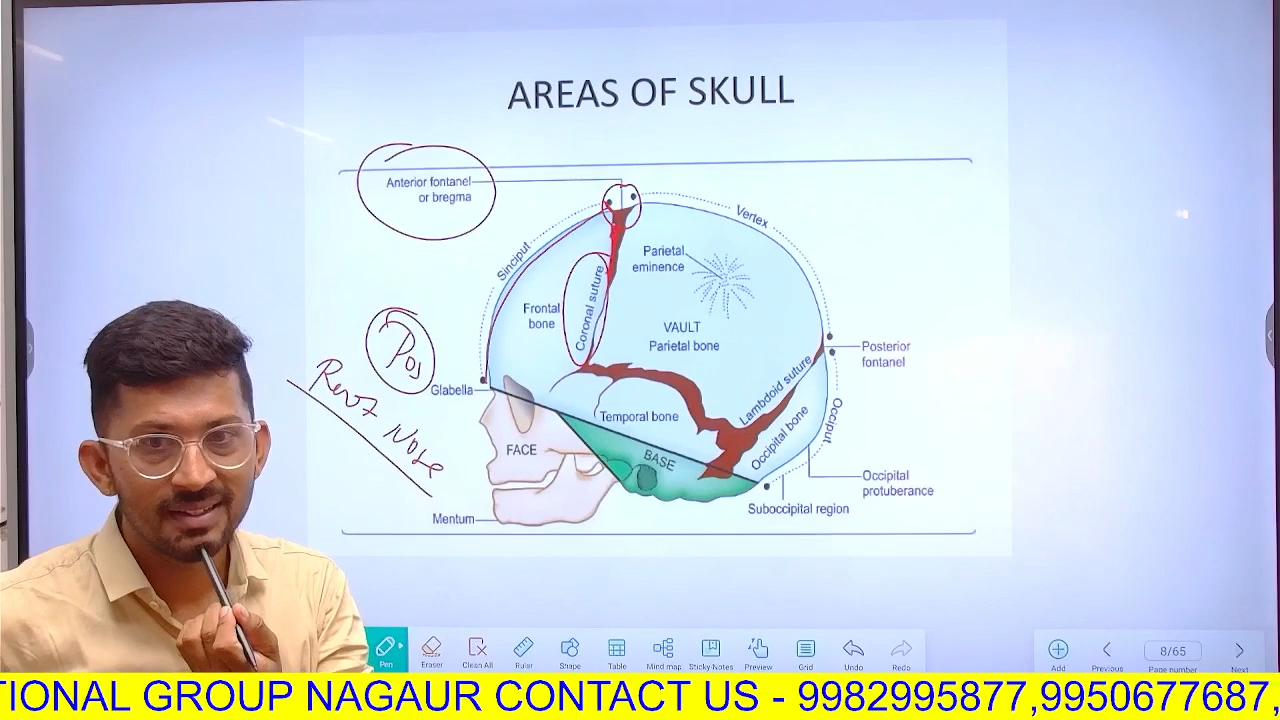 AREAS OF SKULL
Anterior fontanel
or bregma
Vertex
Sinciput
Parietal
eminence
Coronal suture
Frontal
bone
VAULT
Parietal bone
Posterior
fontanel
Pos
Root Nose
Glabella
Lambdoid suture
Temporal bone
Occipital bone
Occiput
FACE
BASE
Occipital
protuberance
Suboccipital region
Mentum
Pen
Eraser
Clean All
Ruler
Shape
Table
Mind map
Sticky-Notes
Preview
Grid
Undo
Redo
Add
Previous
8/65
Page number
Next
TIONAL GROUP NAGAUR CONTACT US - 9982995877,9950677687,